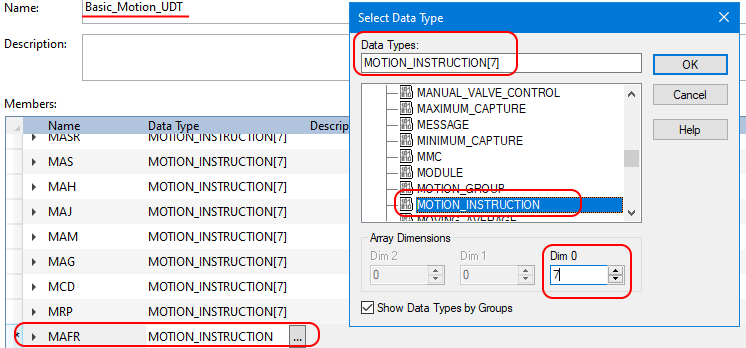 Name:
Basic_Motion_UDT
Description:
Members:
Name Data Type Descrip
MASR MOTION_INSTRUCTION[7]
MAS MOTION_INSTRUCTION[7]
MAH MOTION_INSTRUCTION[7]
MAJ MOTION_INSTRUCTION[7]
MAM MOTION_INSTRUCTION[7]
MAG MOTION_INSTRUCTION[7]
MCD MOTION_INSTRUCTION[7]
MRP MOTION_INSTRUCTION[7]
* MAFR MOTION_INSTRUCTION ...
Select Data Type
Data Types:
MOTION_INSTRUCTION[7]
OK
Cancel
Help
MANUAL_VALVE_CONTROL
MAXIMUM_CAPTURE
MESSAGE
MINIMUM_CAPTURE
MMC
MODULE
MOTION_GROUP
MOTION_INSTRUCTION
MOVING_AVERAGE
Array Dimensions
Dim 2 Dim 1 Dim 0
0 0 7
Show Data Types by Groups